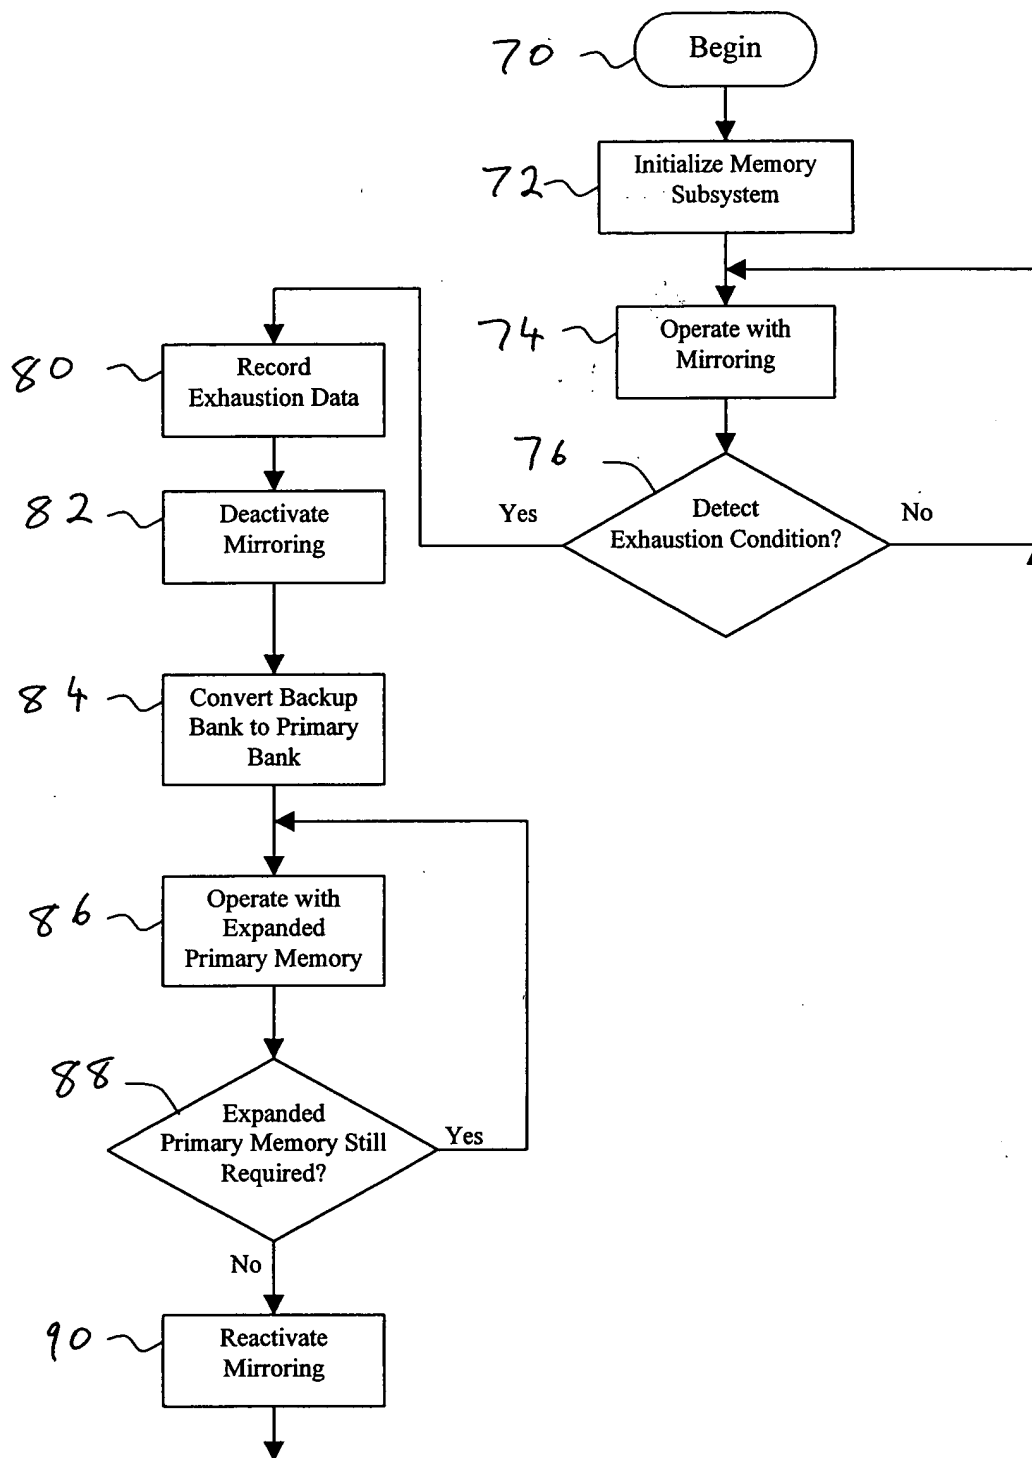 70
Begin
72
Initialize Memory
Subsystem
74
Operate with
Mirroring
76
Detect
Exhaustion Condition?
Yes
No
80
Record
Exhaustion Data
82
Deactivate
Mirroring
84
Convert Backup
Bank to Primary
Bank
86
Operate with
Expanded
Primary Memory
88
Expanded
Primary Memory Still
Required?
Yes
No
90
Reactivate
Mirroring